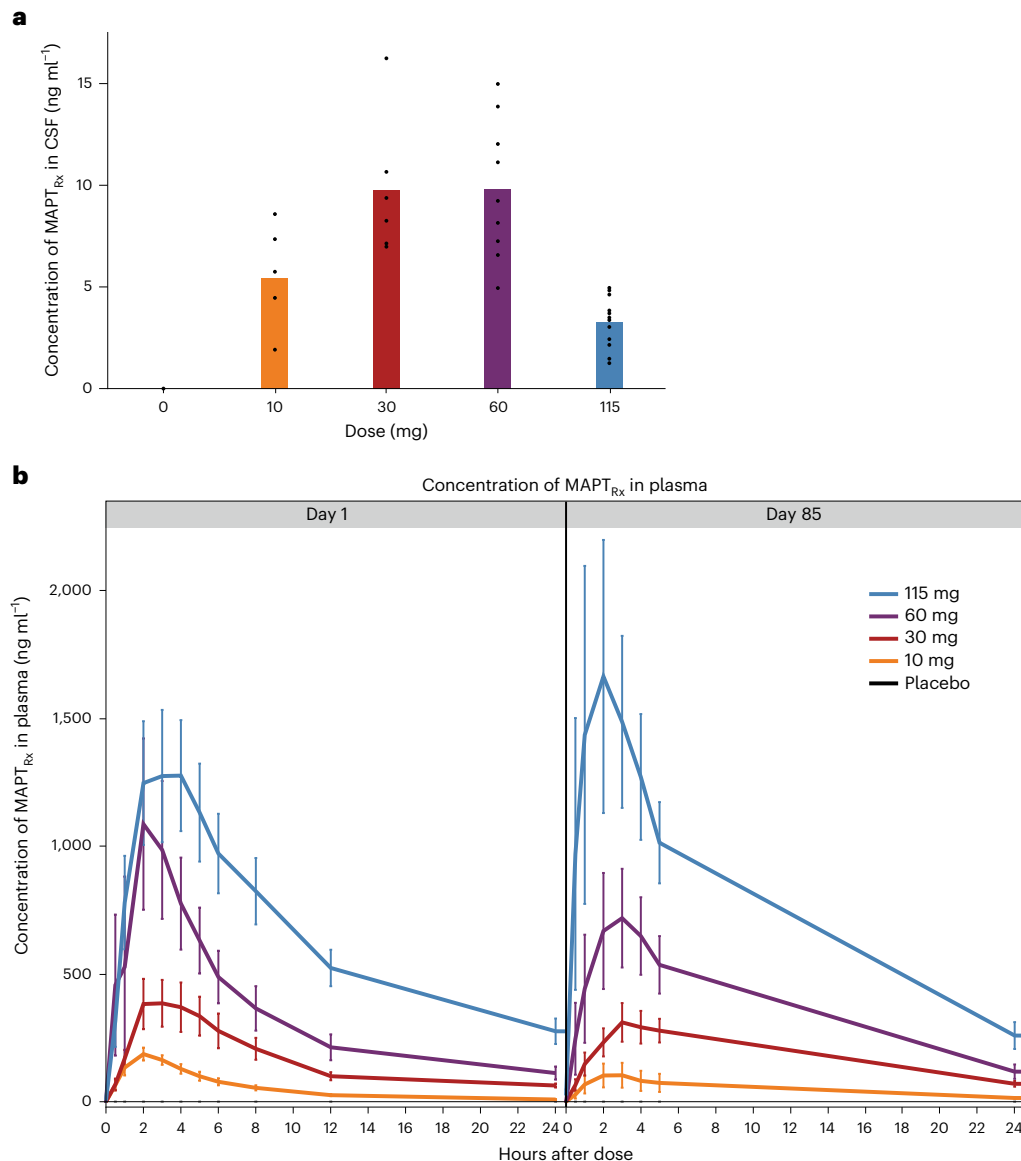 a
Concentration of MAPT_Rx in CSF (ng ml⁻¹)
15
10
5
0
0 10 30 60 115
Dose (mg)
b
Concentration of MAPT_Rx in plasma
Day 1 Day 85
Concentration of MAPT_Rx in plasma (ng ml⁻¹)
2,000
1,500
1,000
500
0
115 mg
60 mg
30 mg
10 mg
Placebo
0 2 4 6 8 10 12 14 16 18 20 22 24 0 2 4 6 8 10 12 14 16 18 20 22 24
Hours after dose